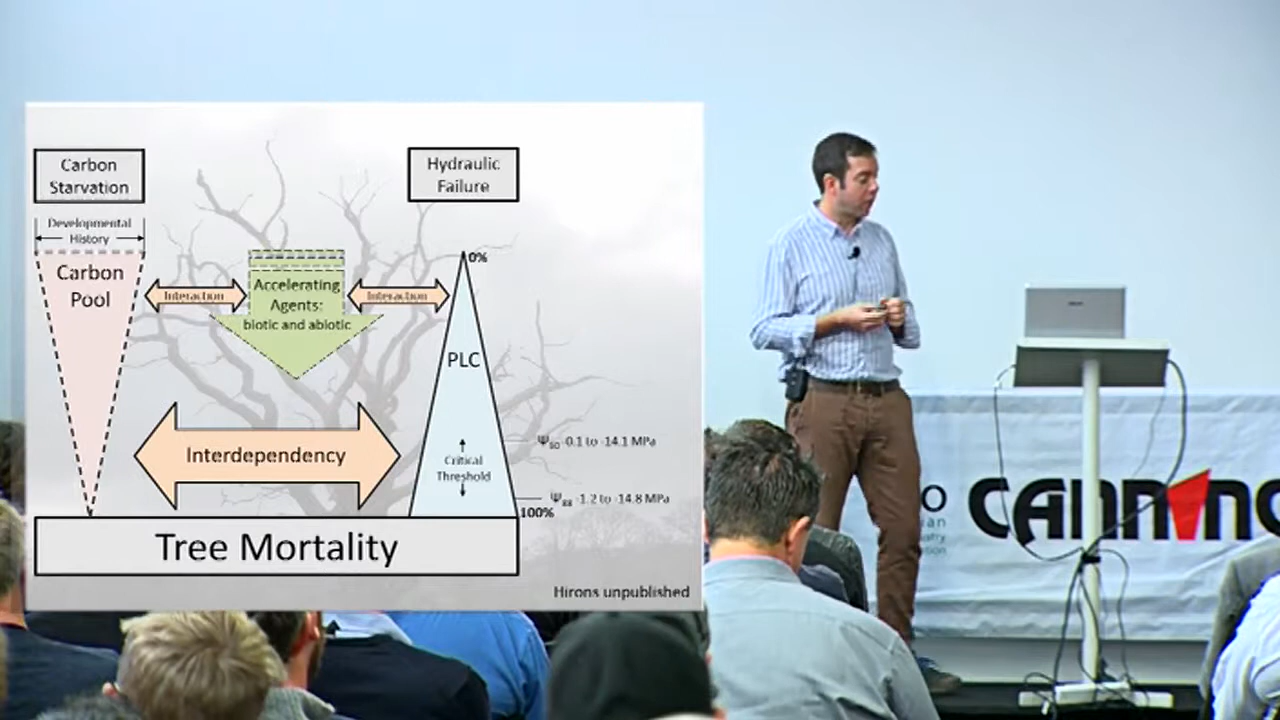 Carbon
Starvation
Hydraulic
Failure
Developmental
History
Carbon
Pool
Interaction
Accelerating
Agents:
biotic and abiotic
Interaction
0%
PLC
Interdependency
Critical
Threshold
Ψ50 -0.1 to -14.1 MPa
Ψ88 -1.2 to -14.8 MPa
100%
Tree Mortality
Hirons unpublished
CANNING